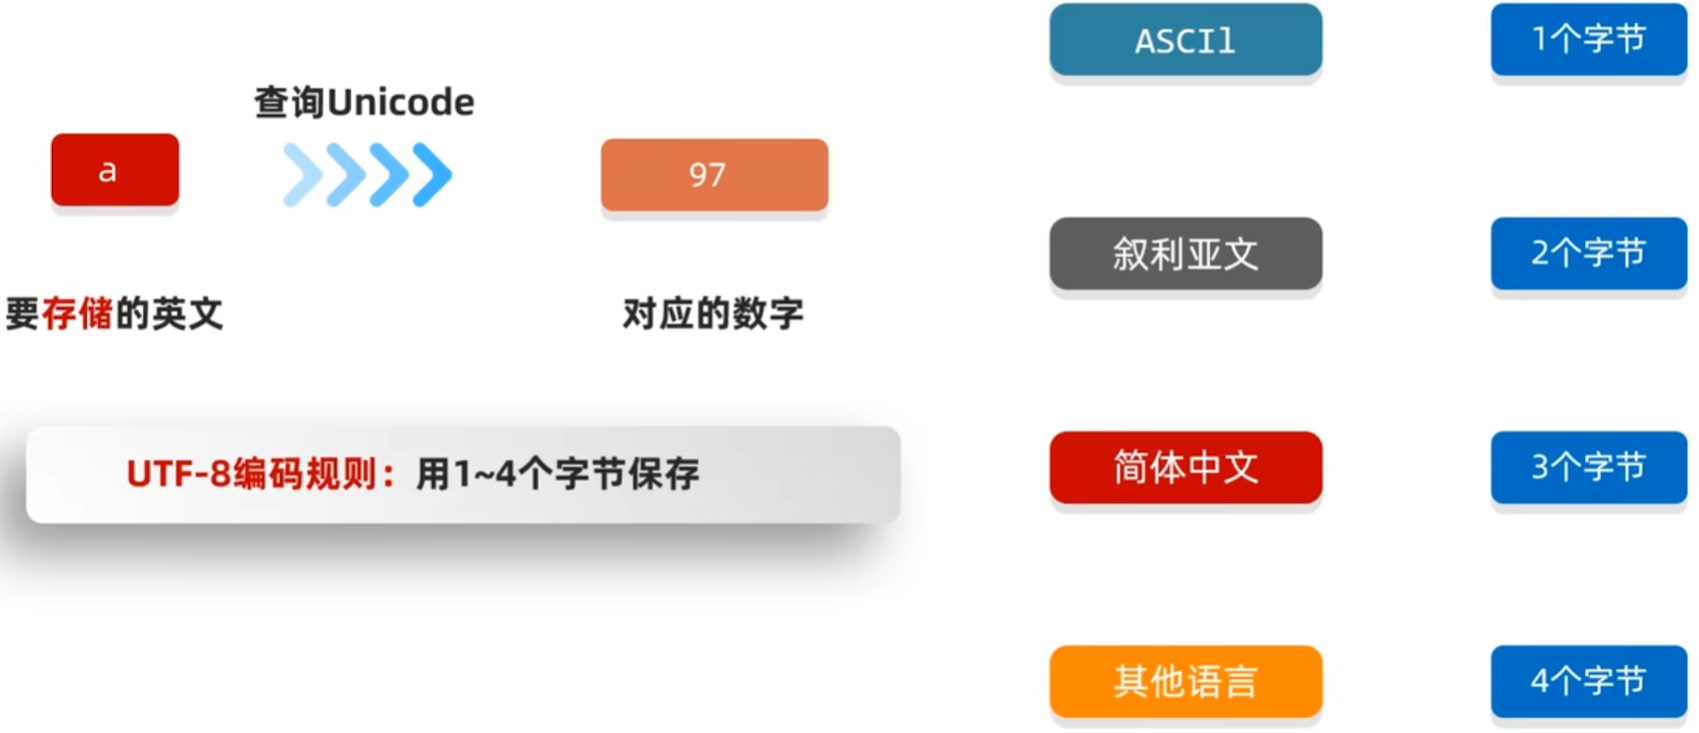 查询Unicode
a
97
要存储的英文
对应的数字
UTF-8编码规则：用1~4个字节保存
ASCIl
1个字节
叙利亚文
2个字节
简体中文
3个字节
其他语言
4个字节